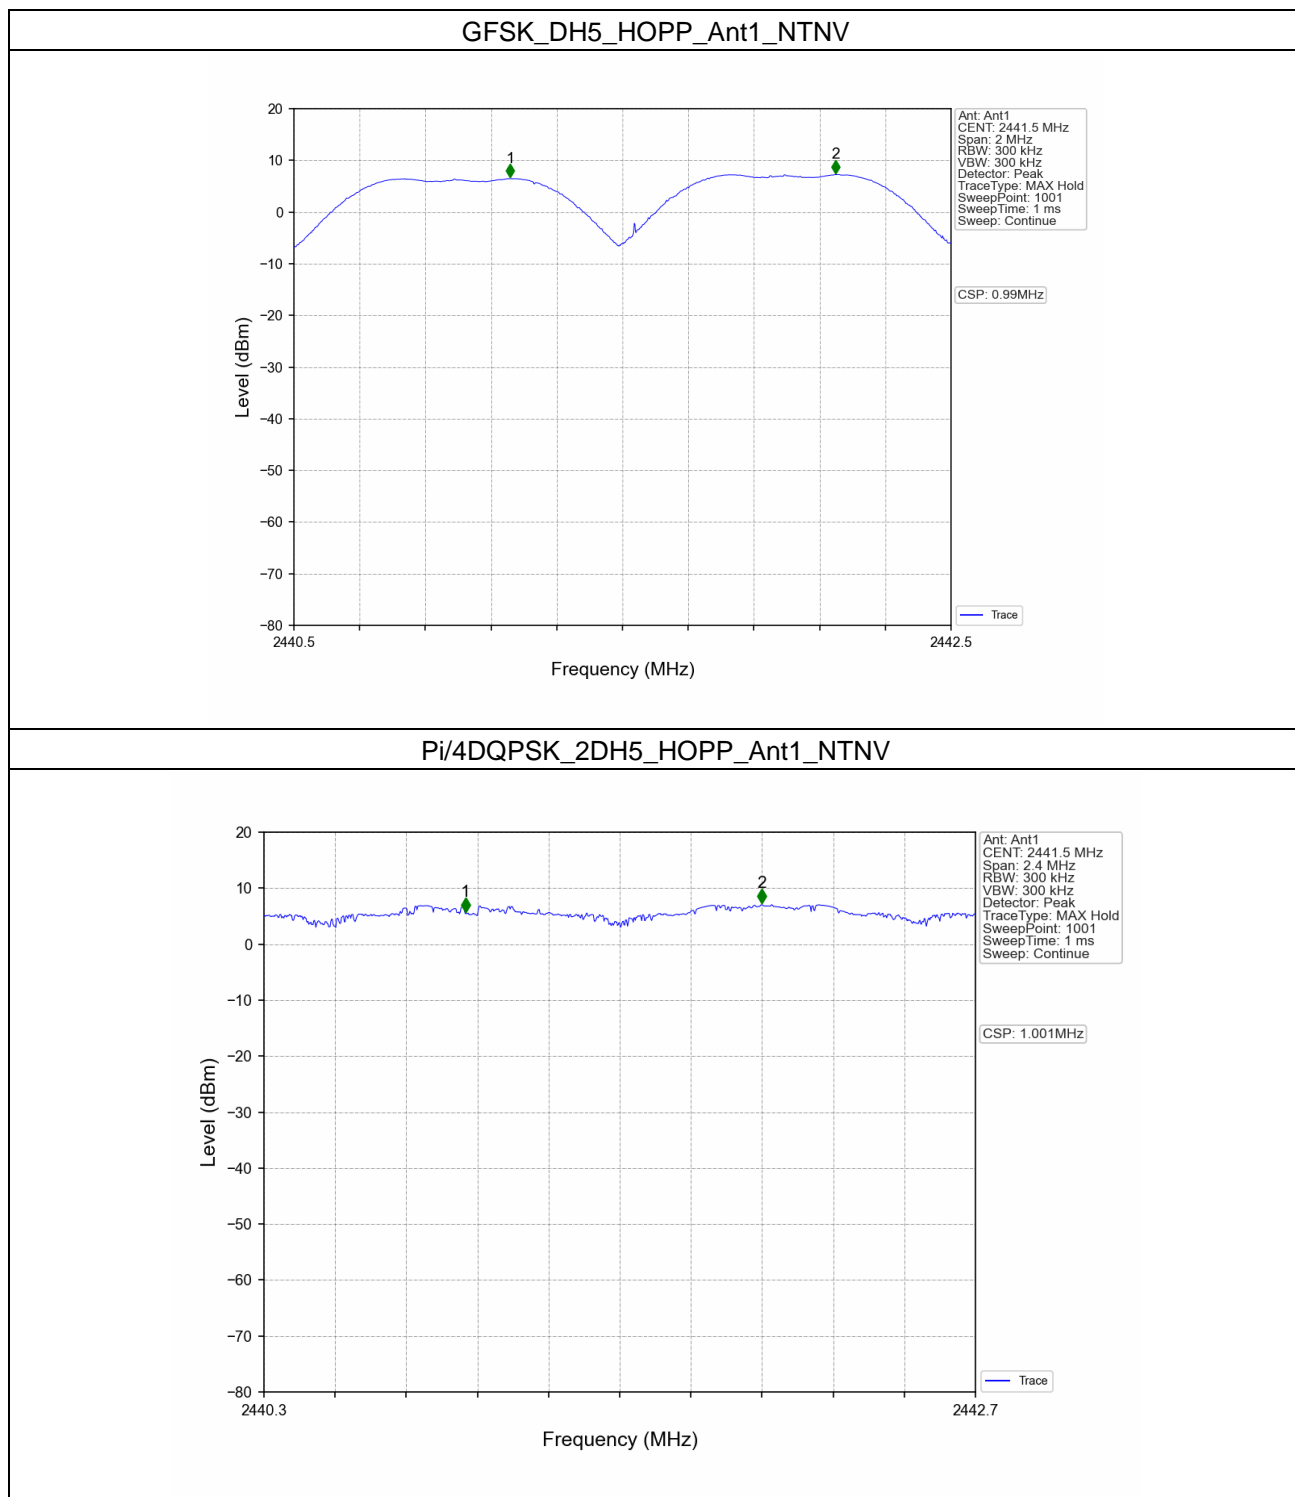 GFSK_DH5_HOPP_Ant1_NTNV
20
10
0
−10
−20
−30
−40
−50
−60
−70
−80
Level (dBm)
1
2
2440.5
2442.5
Frequency (MHz)
Ant: Ant1
CENT: 2441.5 MHz
Span: 2 MHz
RBW: 300 kHz
VBW: 300 kHz
Detector: Peak
TraceType: MAX Hold
SweepPoint: 1001
SweepTime: 1 ms
Sweep: Continue
CSP: 0.99MHz
Trace
Pi/4DQPSK_2DH5_HOPP_Ant1_NTNV
20
10
0
−10
−20
−30
−40
−50
−60
−70
−80
Level (dBm)
1
2
2440.3
2442.7
Frequency (MHz)
Ant: Ant1
CENT: 2441.5 MHz
Span: 2.4 MHz
RBW: 300 kHz
VBW: 300 kHz
Detector: Peak
TraceType: MAX Hold
SweepPoint: 1001
SweepTime: 1 ms
Sweep: Continue
CSP: 1.001MHz
Trace